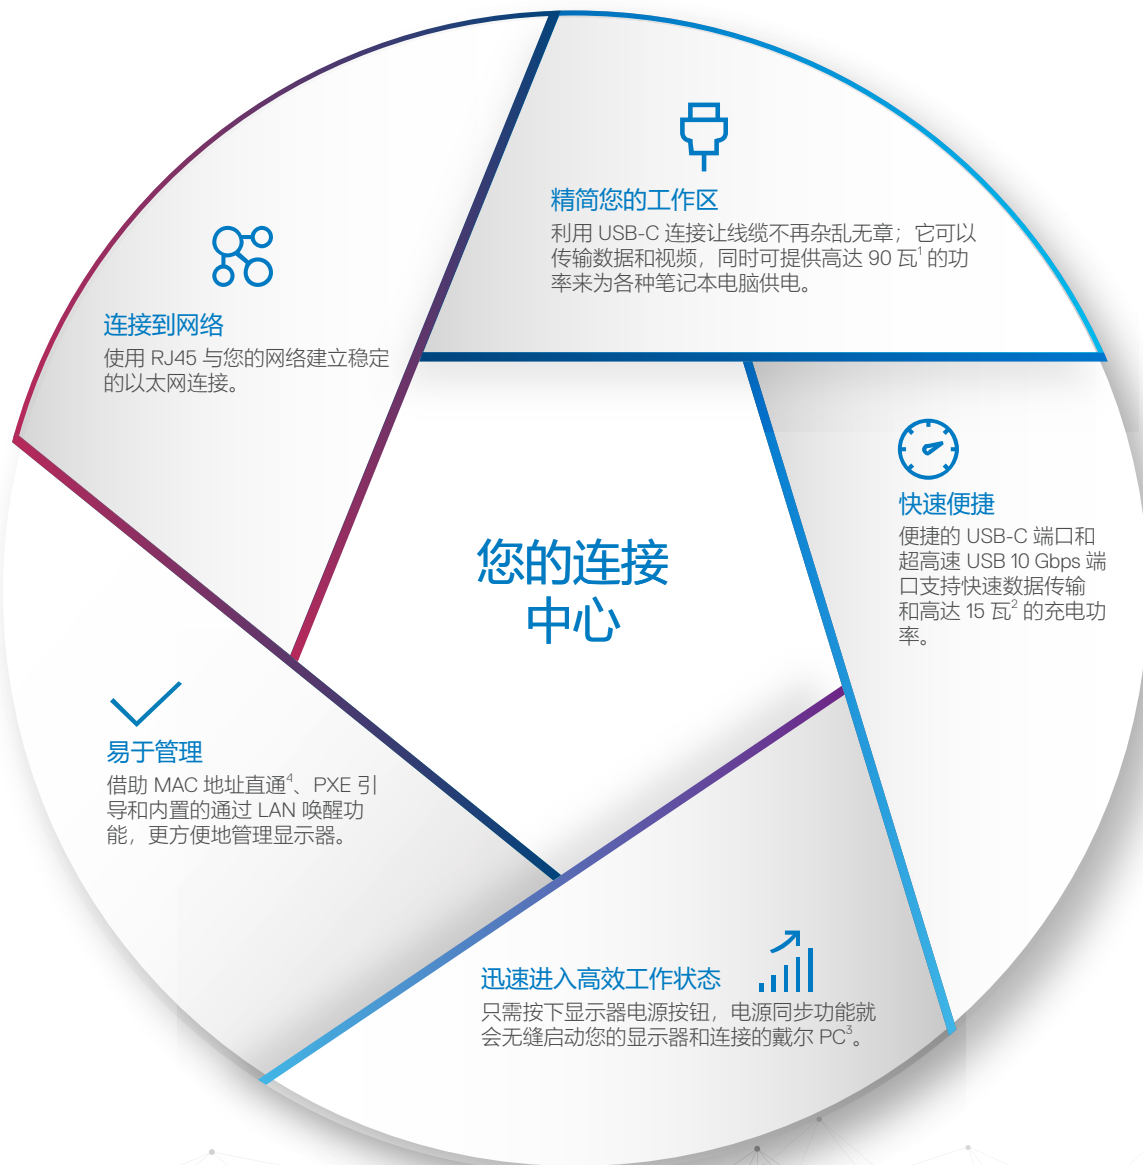 精简您的工作区
利用 USB-C 连接让线缆不再杂乱无章；它可以
传输数据和视频，同时可提供高达 90 瓦¹ 的功
率来为各种笔记本电脑供电。
连接到网络
使用 RJ45 与您的网络建立稳定
的以太网连接。
快速便捷
便捷的 USB-C 端口和
超高速 USB 10 Gbps 端
口支持快速数据传输
和高达 15 瓦² 的充电功
率。
您的连接
中心
易于管理
借助 MAC 地址直通⁴、PXE 引
导和内置的通过 LAN 唤醒功
能，更方便地管理显示器。
迅速进入高效工作状态
只需按下显示器电源按钮，电源同步功能就
会无缝启动您的显示器和连接的戴尔 PC³。